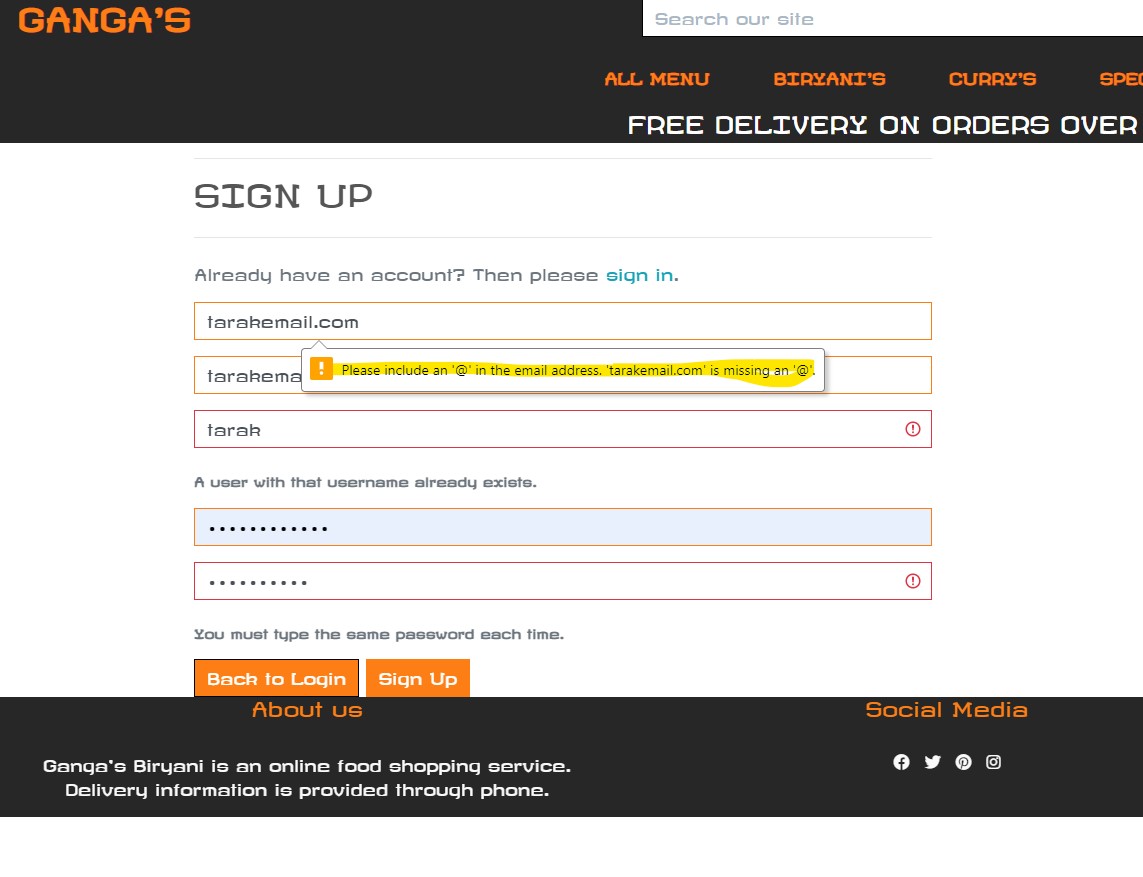 GANGA'S
Search our site
ALL MENU BIRYANI'S CURRY'S
FREE DELIVERY ON ORDERS OVER
SIGN UP
Already have an account? Then please sign in.
tarakemail.com
Please include an '@' in the email address. 'tarakemail.com' is missing an '@'.
tarak
A user with that username already exists.
You must type the same password each time.
Back to Login Sign Up
About us Social Media
Ganga's Biryani is an online food shopping service.
Delivery information is provided through phone.